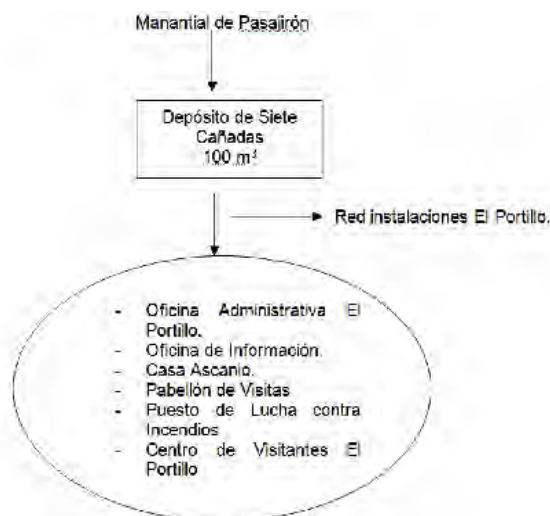 Manantial de Pasajirón
Depósito de Siete
Cañadas
100 m³
Red instalaciones El Portillo.
- Oficina Administrativa El
Portillo.
- Oficina de Información.
- Casa Ascanio.
- Pabellón de Visitas
- Puesto de Lucha contra
Incendios
- Centro de Visitantes El
Portillo